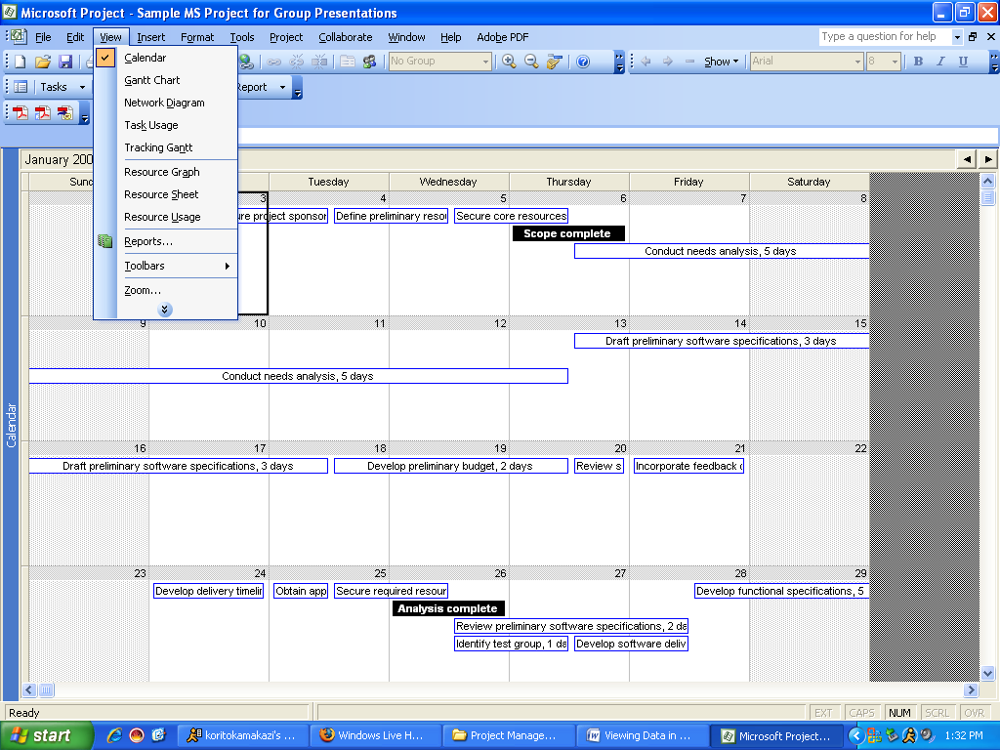 Microsoft Project - Sample MS Project for Group Presentations
File Edit View Insert Format Tools Project Collaborate Window Help Adobe PDF Type a question for help
No Group Show Arial 8 B I U
Tasks eport
Calendar
Gantt Chart
Network Diagram
Task Usage
Tracking Gantt
Resource Graph
Resource Sheet
Resource Usage
Reports...
Toolbars
Zoom...
January 200
Sund Tuesday Wednesday Thursday Friday Saturday
3 4 5 6 7 8
ure project sponsor Define preliminary resou Secure core resources
Scope complete
Conduct needs analysis, 5 days
9 10 11 12 13 14 15
Draft preliminary software specifications, 3 days
Conduct needs analysis, 5 days
16 17 18 19 20 21 22
Draft preliminary software specifications, 3 days Develop preliminary budget, 2 days Review s Incorporate feedback
23 24 25 26 27 28 29
Develop delivery timelin Obtain app Secure required resour Develop functional specifications, 5
Analysis complete
Review preliminary software specifications, 2 da
Identify test group, 1 da Develop software deliv
Calendar
Ready EXT CAPS NUM SCRL OVR
start koritokamakazi's ... Windows Live H... Project Manage... Viewing Data in ... Microsoft Project... 1:32 PM